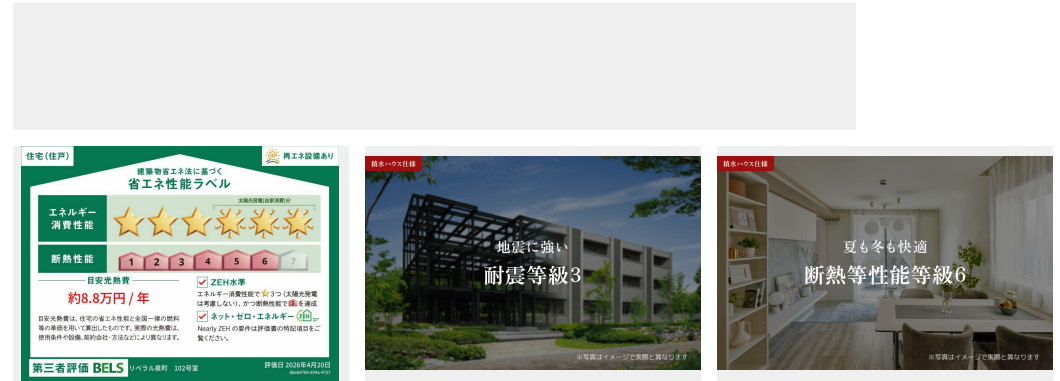 住宅(住戸)
再エネ設備あり
建築物省エネ法に基づく
省エネ性能ラベル
太陽光発電(自家消費)分
エネルギー
消費性能
断熱性能
1 2 3 4 5 6 7
目安光熱費
約8.8万円 / 年
目安光熱費は、住宅の省エネ性能と全国一律の燃料
等の単価を用いて算出したものです。実際の光熱費は、
使用条件や設備、契約会社・方法などにより異なります。
ZEH水準
エネルギー消費性能で 3つ (太陽光発電
は考慮しない)、かつ断熱性能で を達成
ネット・ゼロ・エネルギー
Nearly ZEH の要件は評価書の特記項目をご
覧ください。
第三者評価 BELS
リベラル泉町 102号室
評価日 2026年4月20日
積水ハウス仕様
地震に強い
耐震等級3
※写真はイメージで実際と異なります
積水ハウス仕様
夏も冬も快適
断熱等性能等級6
※写真はイメージで実際と異なります